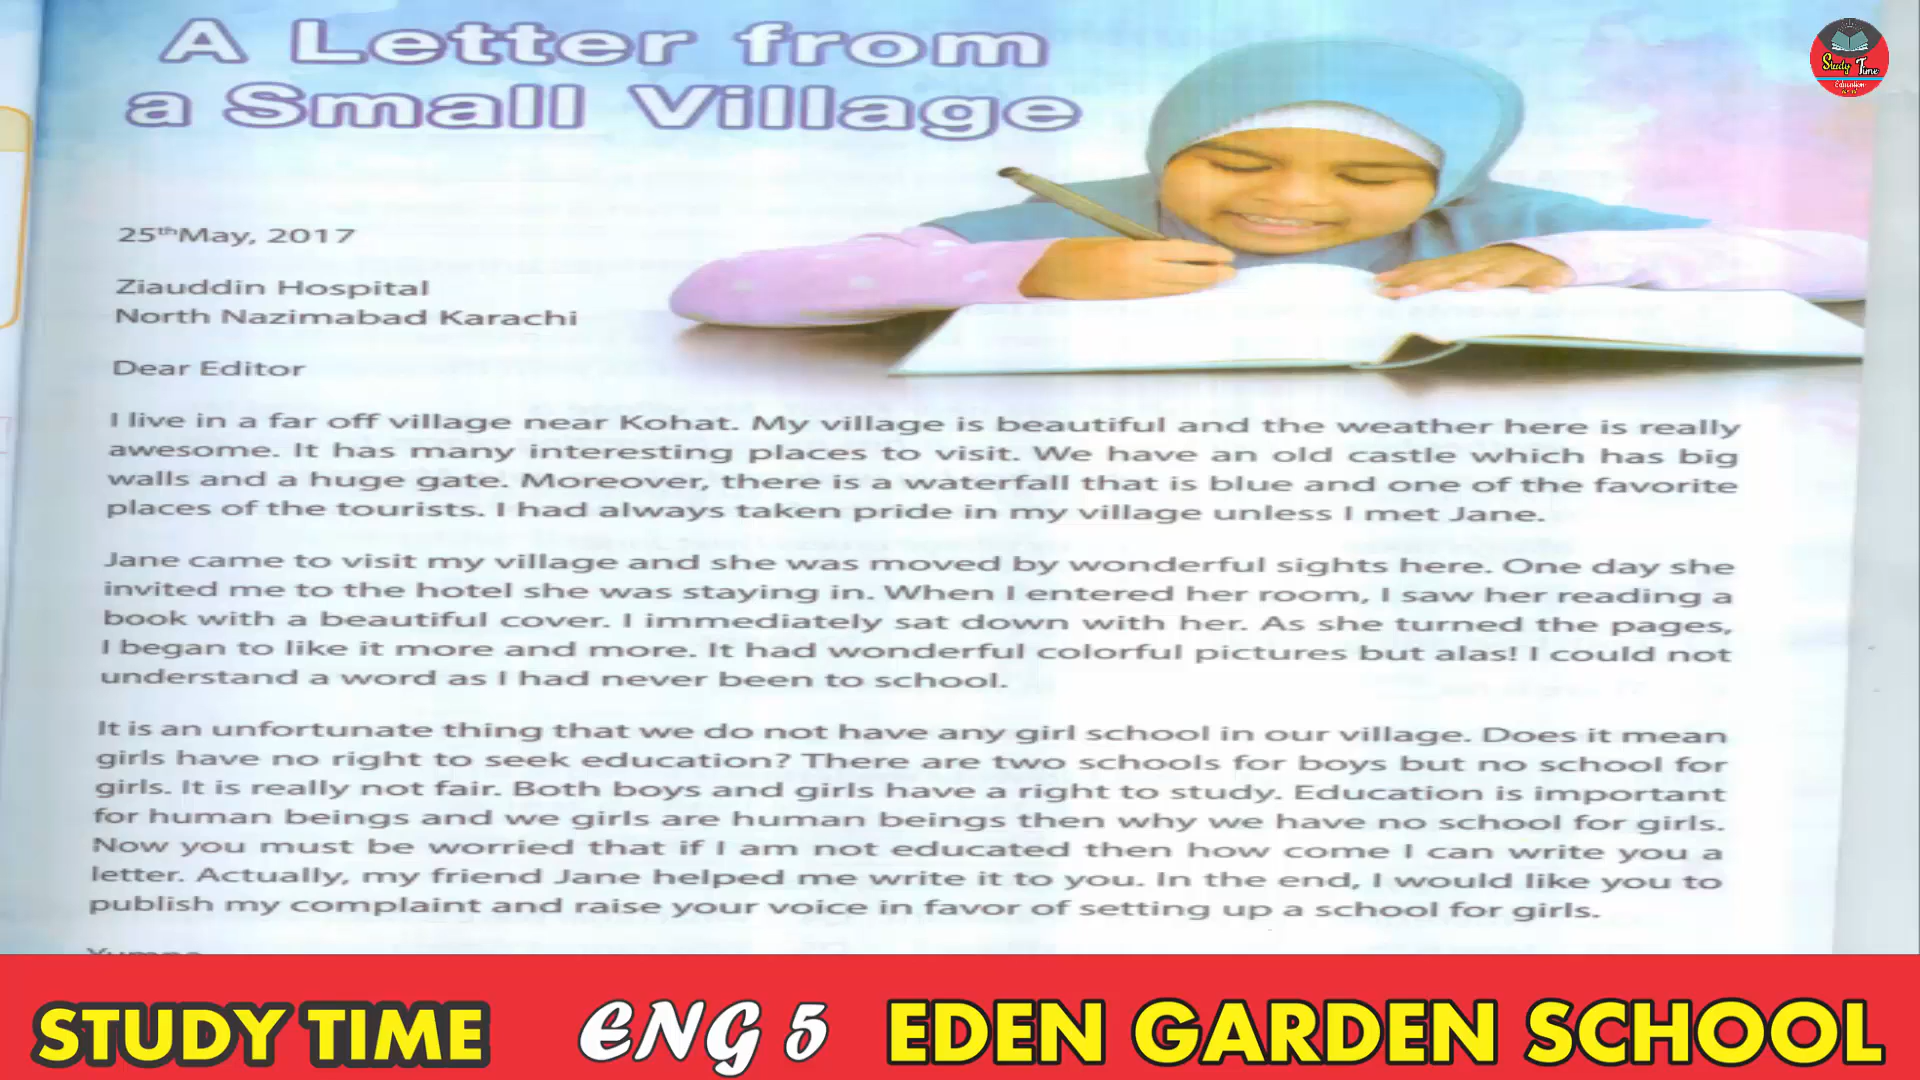 A Letter from
a Small Village
Study Time
Education
25thMay, 2017
Ziauddin Hospital
North Nazimabad Karachi
Dear Editor
I live in a far off village near Kohat. My village is beautiful and the weather here is really
awesome. It has many interesting places to visit. We have an old castle which has big
walls and a huge gate. Moreover, there is a waterfall that is blue and one of the favorite
places of the tourists. I had always taken pride in my village unless I met Jane.
Jane came to visit my village and she was moved by wonderful sights here. One day she
invited me to the hotel she was staying in. When I entered her room, I saw her reading a
book with a beautiful cover. I immediately sat down with her. As she turned the pages,
I began to like it more and more. It had wonderful colorful pictures but alas! I could not
understand a word as I had never been to school.
It is an unfortunate thing that we do not have any girl school in our village. Does it mean
girls have no right to seek education? There are two schools for boys but no school for
girls. It is really not fair. Both boys and girls have a right to study. Education is important
for human beings and we girls are human beings then why we have no school for girls.
Now you must be worried that if I am not educated then how come I can write you a
letter. Actually, my friend Jane helped me write it to you. In the end, I would like you to
publish my complaint and raise your voice in favor of setting up a school for girls.
STUDY TIME ENG 5 EDEN GARDEN SCHOOL